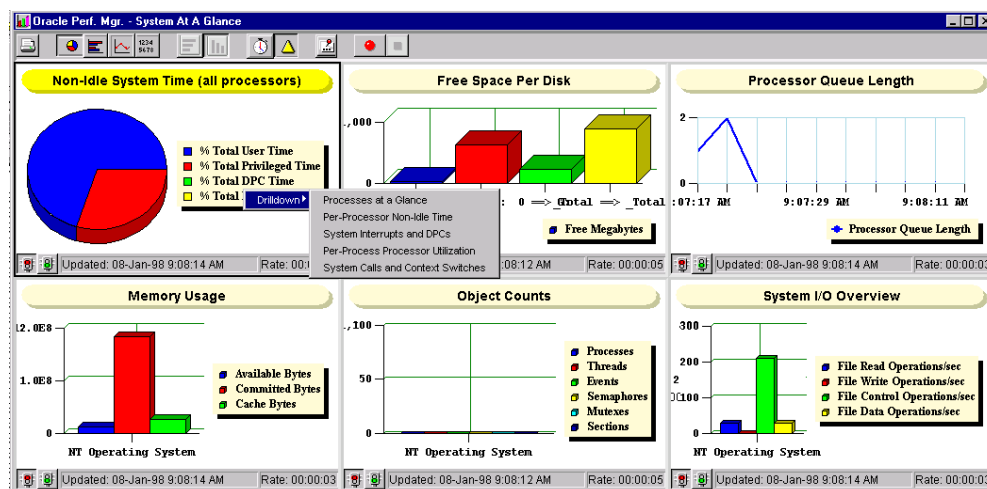 Oracle Perf. Mgr. - System At A Glance
1234
5678
Non-Idle System Time (all processors)
% Total User Time
% Total Privileged Time
% Total DPC Time
% Total
Drilldown
Processes at a Glance
Per-Processor Non-Idle Time
System Interrupts and DPCs
Per-Process Processor Utilization
System Calls and Context Switches
Updated: 08-Jan-98 9:08:14 AM
Free Space Per Disk
,000
0
: 0 ==> _Total ==> _Total
Free Megabytes
:08:12 AM Rate: 00:00:05
Processor Queue Length
2
0
:07:17 AM 9:07:29 AM 9:08:11 AM
Processor Queue Length
Updated: 08-Jan-98 9:08:14 AM Rate: 00:00:03
Memory Usage
2.0E8
1.0E8
0
NT Operating System
Available Bytes
Committed Bytes
Cache Bytes
Updated: 08-Jan-98 9:08:14 AM Rate: 00:00:03
Object Counts
,100
50
0
Processes
Threads
Events
Semaphores
Mutexes
Sections
Updated: 08-Jan-98 9:08:12 AM Rate: 00:00:05
System I/O Overview
300
200
100
0
NT Operating System
File Read Operations/sec
File Write Operations/sec
File Control Operations/sec
File Data Operations/sec
Updated: 08-Jan-98 9:08:14 AM Rate: 00:00:03